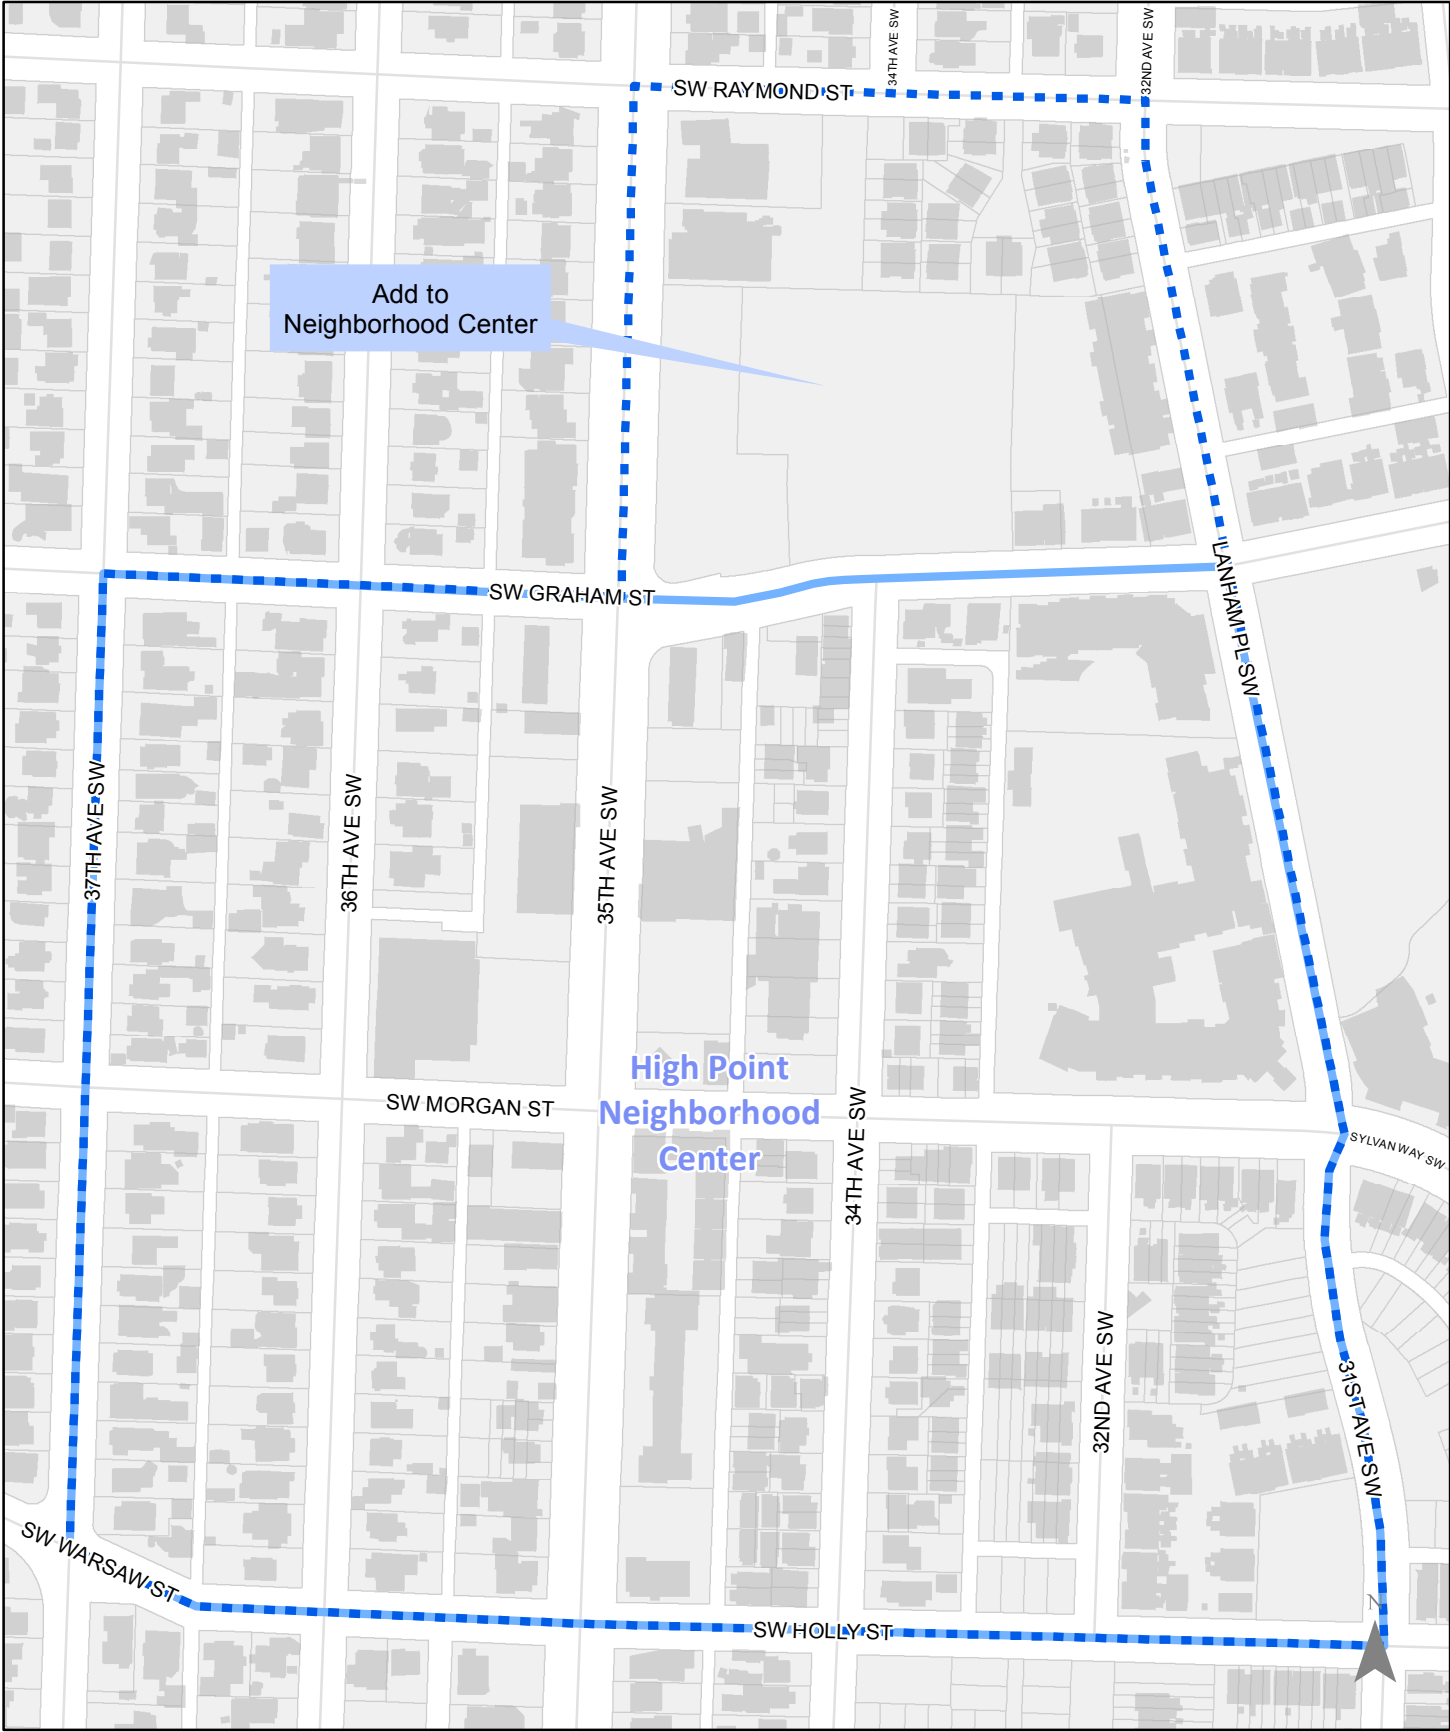 34TH AVE SW
32ND AVE SW
SW RAYMOND ST
Add to
Neighborhood Center
SW GRAHAM ST
LANHAM PL SW
37TH AVE SW
36TH AVE SW
35TH AVE SW
High Point
Neighborhood
Center
SW MORGAN ST
34TH AVE SW
SYLVAN WAY SW
32ND AVE SW
31ST AVE SW
SW WARSAW ST
SW HOLLY ST
N